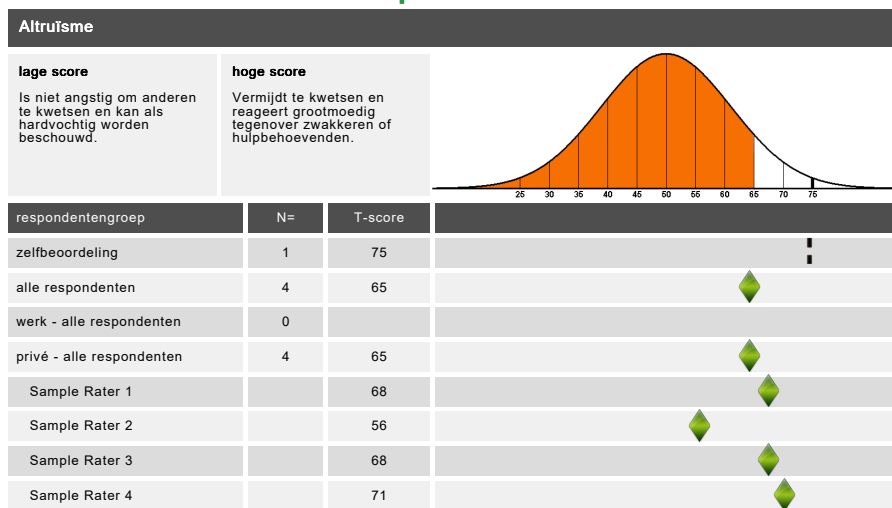 Altruïsme
lage score
Is niet angstig om anderen
te kwetsen en kan als
hardvochtig worden
beschouwd.
hoge score
Vermijdt te kwetsen en
reageert grootmoedig
tegenover zwakkeren of
hulpbehoevenden.
25 30 35 40 45 50 55 60 65 70 75
respondentengroep N= T-score
zelfbeoordeling 1 75
alle respondenten 4 65
werk - alle respondenten 0
privé - alle respondenten 4 65
Sample Rater 1 68
Sample Rater 2 56
Sample Rater 3 68
Sample Rater 4 71